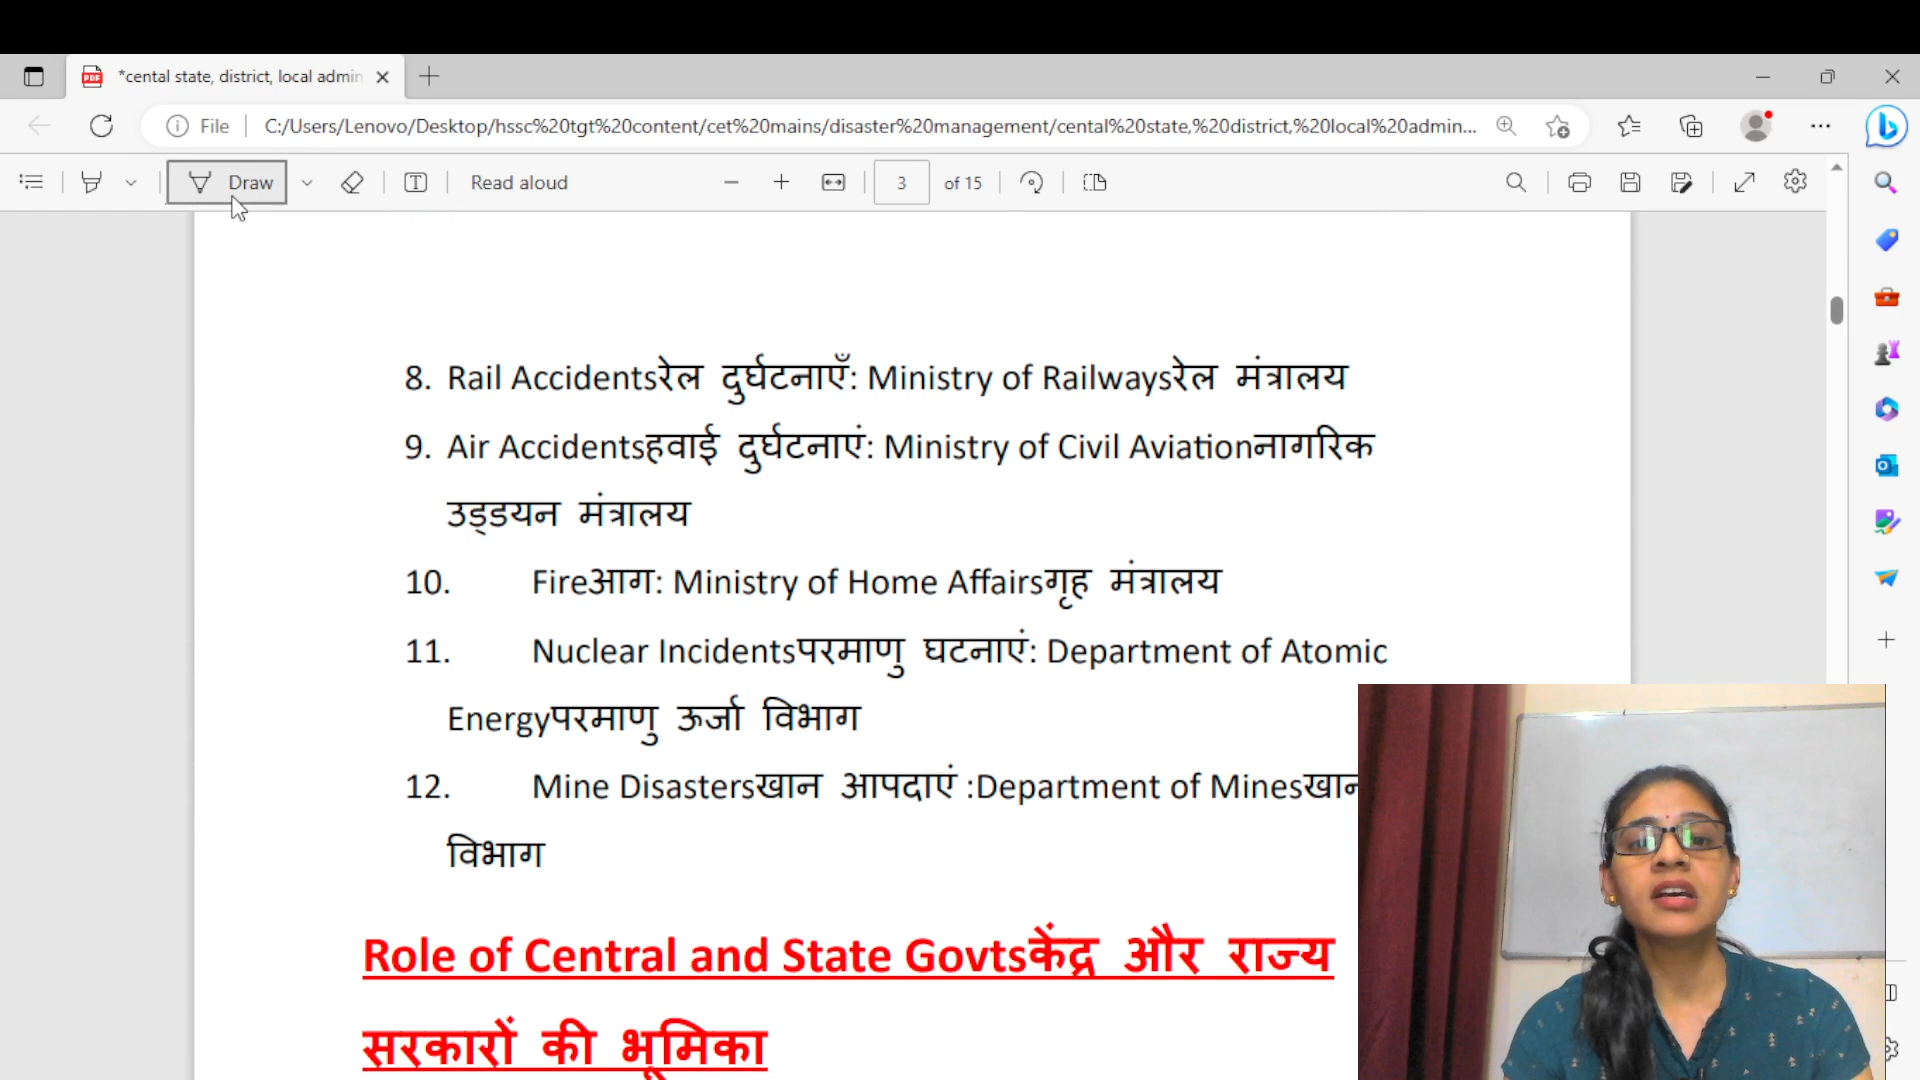 *cental state, district, local admin
File
C:/Users/Lenovo/Desktop/hssc%20tgt%20content/cet%20mains/disaster%20management/cental%20state,%20district,%20local%20admin...
Draw
Read aloud
3 of 15
8. Rail Accidentsरेल दुर्घटनाएँ: Ministry of Railwaysरेल मंत्रालय
9. Air Accidentsहवाई दुर्घटनाएं: Ministry of Civil Aviationनागरिक
उड्डयन मंत्रालय
10. Fireआग: Ministry of Home Affairsगृह मंत्रालय
11. Nuclear Incidentsपरमाणु घटनाएं: Department of Atomic
Energyपरमाणु ऊर्जा विभाग
12. Mine Disastersखान आपदाएं :Department of Minesखान
विभाग
Role of Central and State Govtsकेंद्र और राज्य
सरकारों की भूमिका